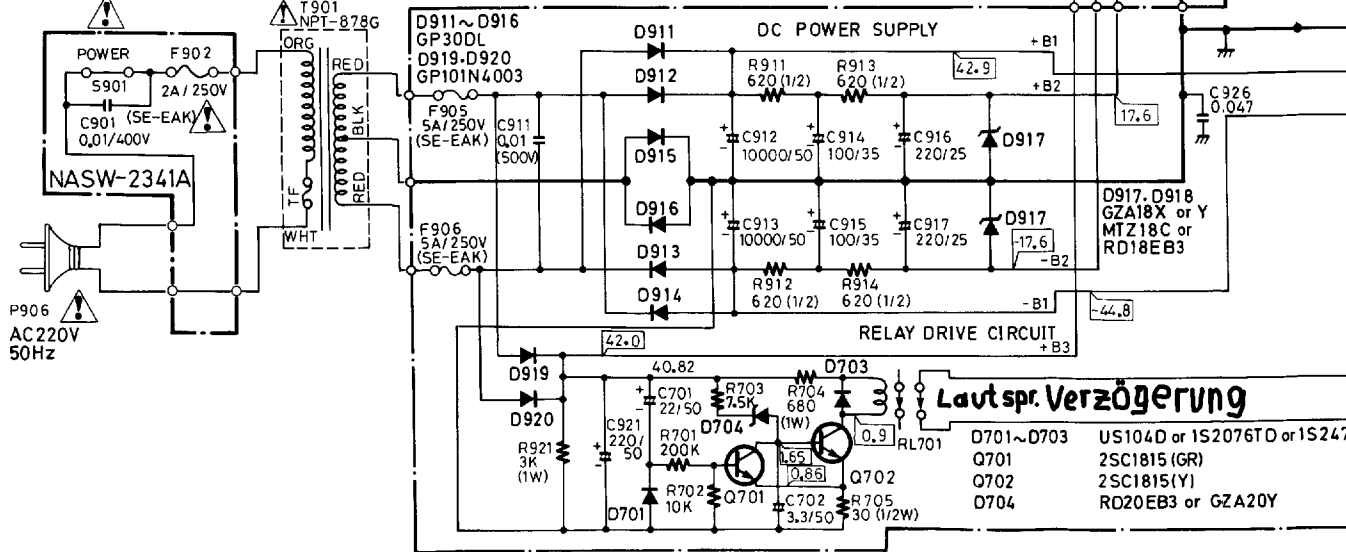 T901
NPT-878G
POWER
F902
S901
2A/250V
(SE-EAK)
C901
0.01/400V
NASW-2341A
P906
AC220V
50Hz
ORG
TF
WHT
RED
BLK
RED
D911~D916
GP30DL
D919.D920
GP101N4003
F905
5A/250V
(SE-EAK)
C911
0.01
(500V)
F906
5A/250V
(SE-EAK)
DC POWER SUPPLY
D911
D912
D915
D916
D913
D914
R911
620 (1/2)
R913
620 (1/2)
42.9
+B1
+B2
17.6
C926
0.047
C912
10000/50
C914
100/35
C916
220/25
D917
C913
10000/50
C915
100/35
C917
220/25
D917
-17.6
-B2
D917.D918
GZA18X or Y
MTZ18C or
RD18EB3
R912
620 (1/2)
R914
620 (1/2)
-B1
-44.8
RELAY DRIVE CIRCUIT
+B3
42.0
D919
D920
40.82
R921
3K
(1W)
C921
220/
50
C701
22/50
R701
200K
D701
R702
10K
R703
7.5K
D704
Q701
1.65
0.86
C702
3.3/50
R704
680
(1W)
D703
0.9
Q702
R705
30 (1/2W)
RL701
Lautspr. Verzögerung
D701~D703 US104D or 1S2076TD or 1S247
Q701 2SC1815(GR)
Q702 2SC1815(Y)
D704 RD20EB3 or GZA20Y